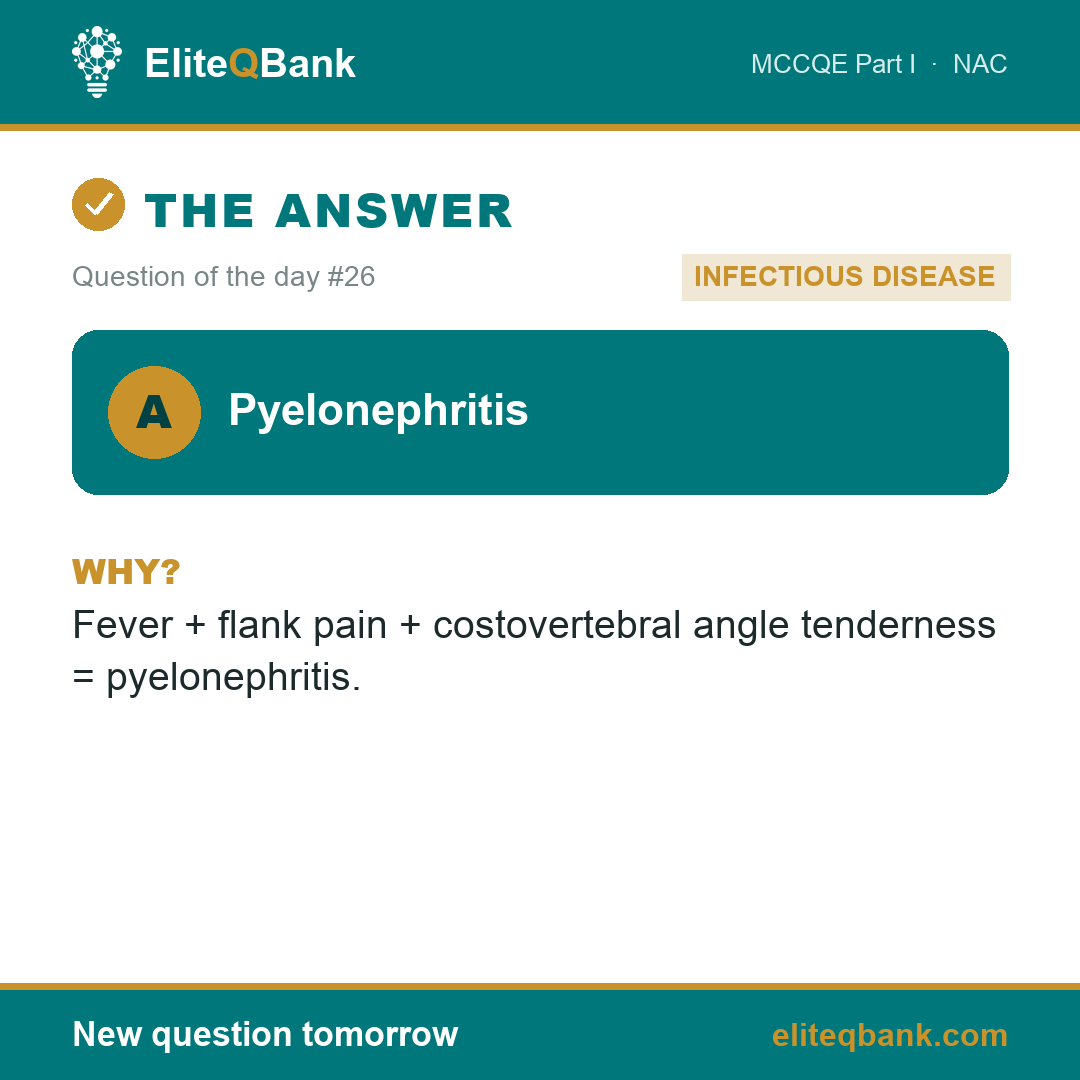 EliteQBank
MCCQE Part I · NAC
THE ANSWER
Question of the day #26
INFECTIOUS DISEASE
A
Pyelonephritis
WHY?
Fever + flank pain + costovertebral angle tenderness
= pyelonephritis.
New question tomorrow
eliteqbank.com